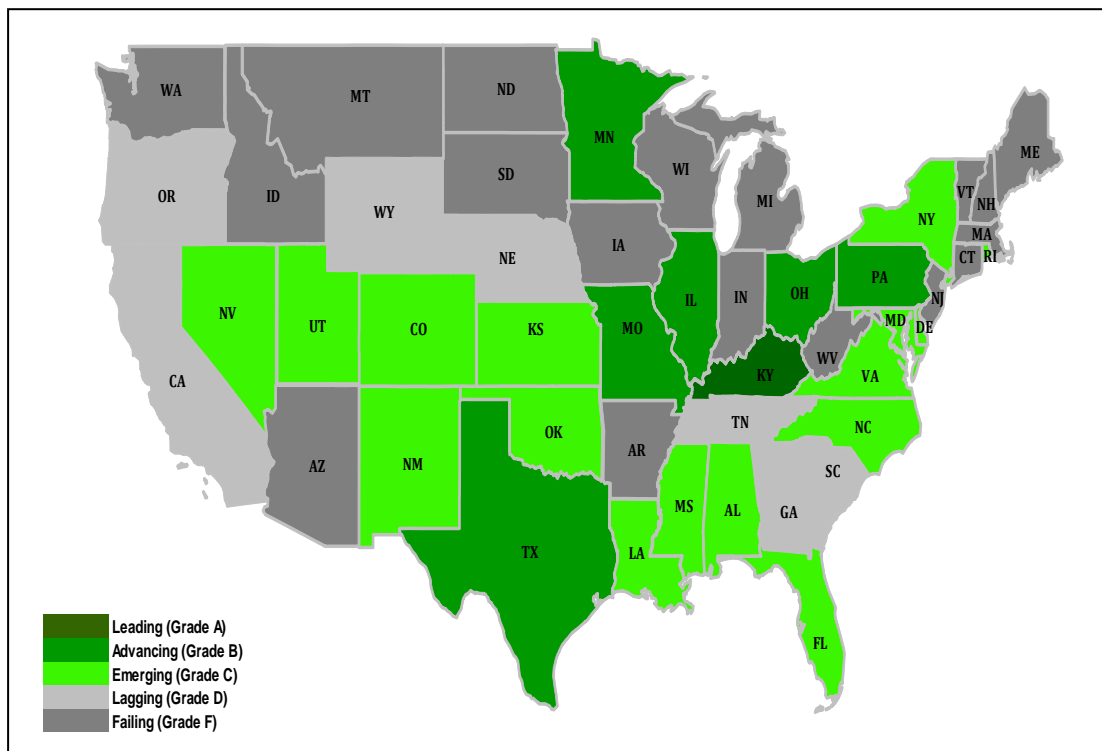 WA
MT
ND
MN
ME
OR
ID
SD
WI
VT
NH
WY
MI
NY
MA
CT
RI
NE
IA
PA
NJ
NV
UT
CO
KS
MO
IL
IN
OH
MD
DE
WV
VA
CA
KY
AZ
NM
OK
AR
TN
NC
SC
MS
AL
GA
TX
LA
FL
Leading (Grade A)
Advancing (Grade B)
Emerging (Grade C)
Lagging (Grade D)
Failing (Grade F)